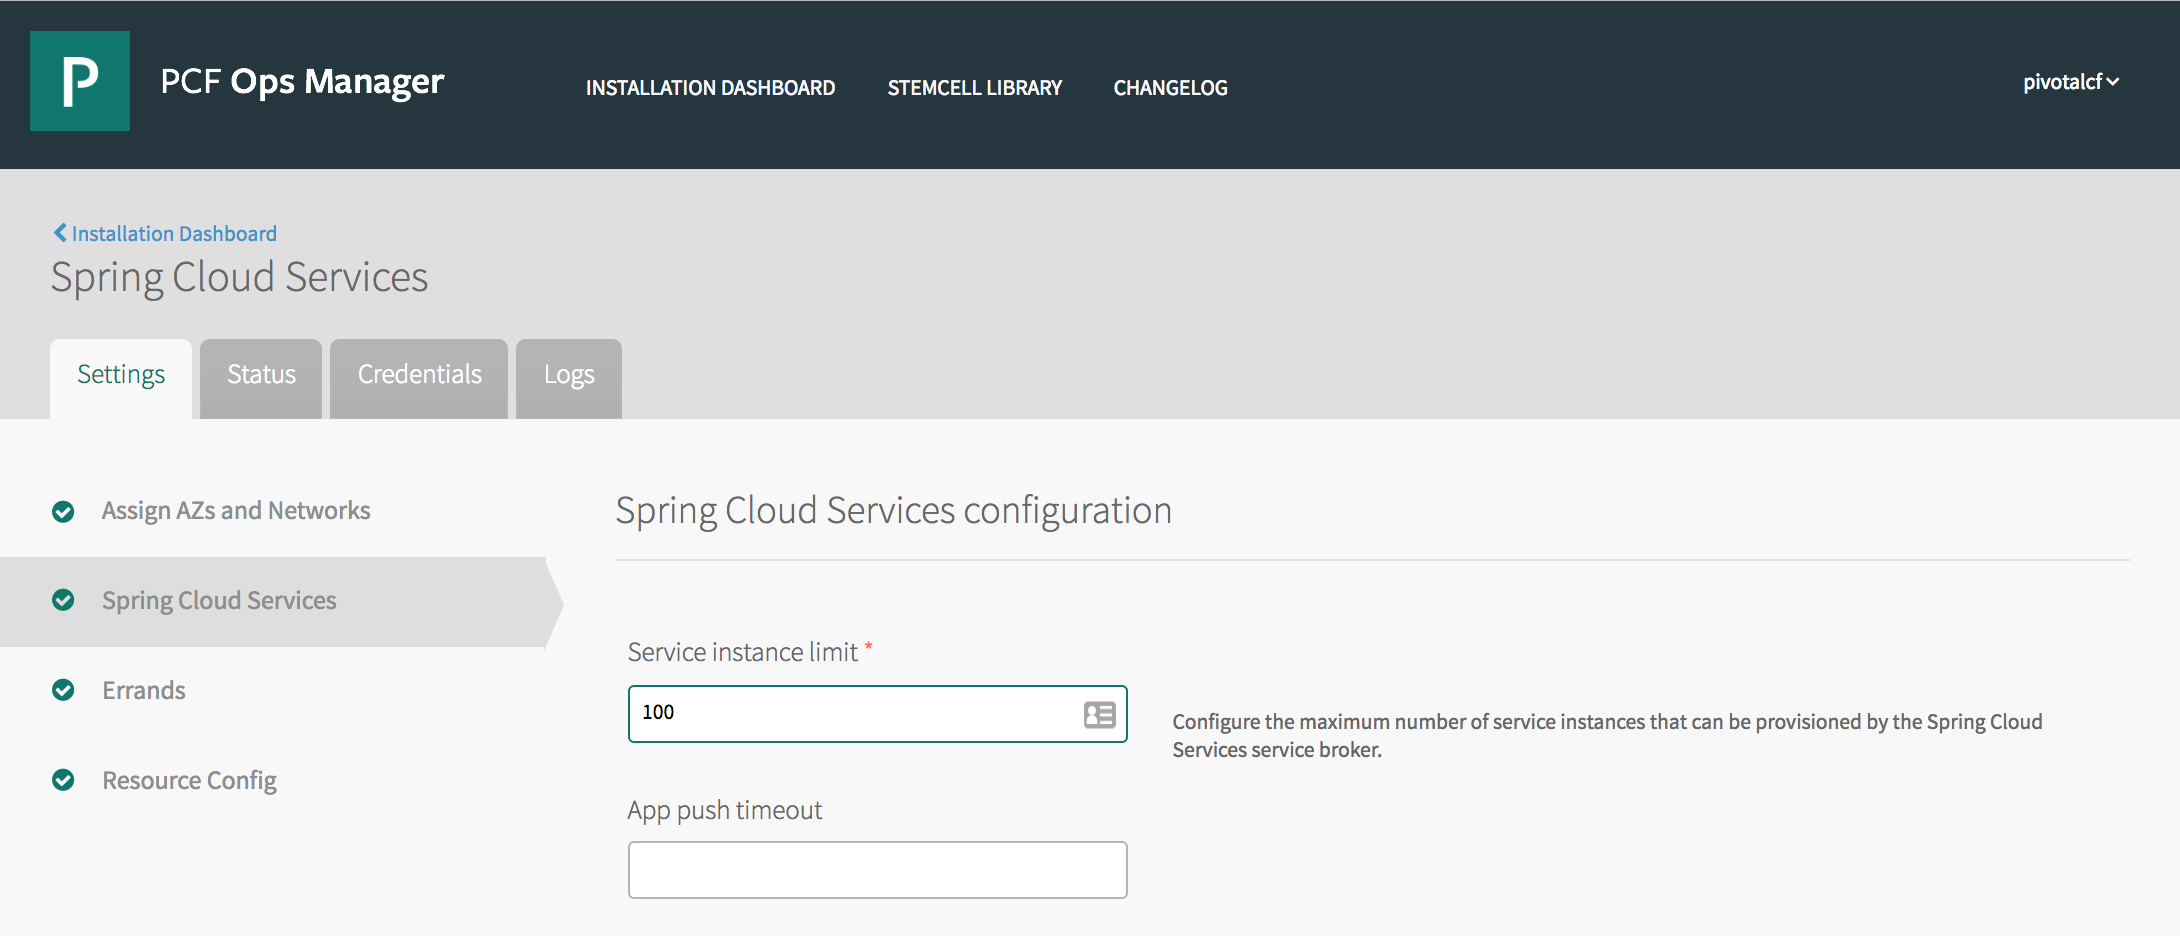 P
PCF Ops Manager
INSTALLATION DASHBOARD
STEMCELL LIBRARY
CHANGELOG
pivotalcf
Installation Dashboard
Spring Cloud Services
Settings
Status
Credentials
Logs
Assign AZs and Networks
Spring Cloud Services
Errands
Resource Config
Spring Cloud Services configuration
Service instance limit *
100
Configure the maximum number of service instances that can be provisioned by the Spring Cloud
Services service broker.
App push timeout